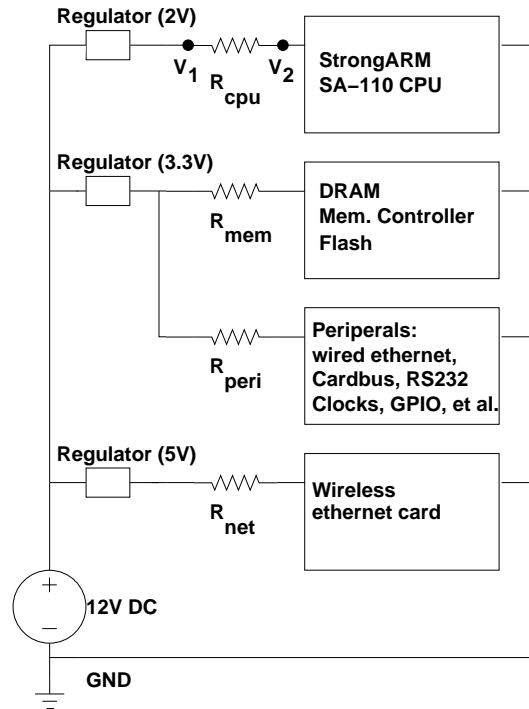 Regulator (2V)
V1
Rcpu
V2
StrongARM
SA–110 CPU
Regulator (3.3V)
Rmem
DRAM
Mem. Controller
Flash
Rperi
Periperals:
wired ethernet,
Cardbus, RS232
Clocks, GPIO, et al.
Regulator (5V)
Rnet
Wireless
ethernet card
+
12V DC
–
GND